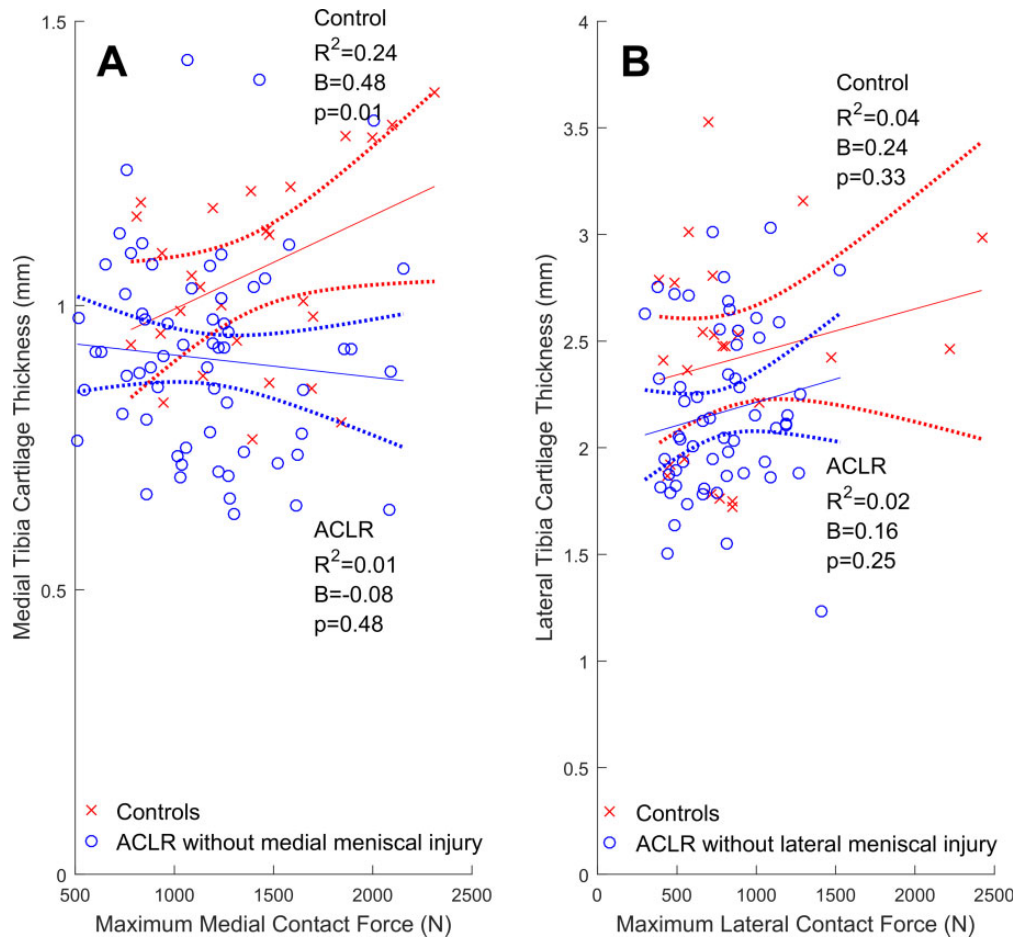 A
Control
R²=0.24
B=0.48
p=0.01
ACLR
R²=0.01
B=-0.08
p=0.48
Controls
ACLR without medial meniscal injury
Medial Tibia Cartilage Thickness (mm)
1.5
1
0.5
0
500 1000 1500 2000 2500
Maximum Medial Contact Force (N)
B
Control
R²=0.04
B=0.24
p=0.33
ACLR
R²=0.02
B=0.16
p=0.25
Controls
ACLR without lateral meniscal injury
Lateral Tibia Cartilage Thickness (mm)
4
3.5
3
2.5
2
1.5
1
0.5
0
0 500 1000 1500 2000 2500
Maximum Lateral Contact Force (N)